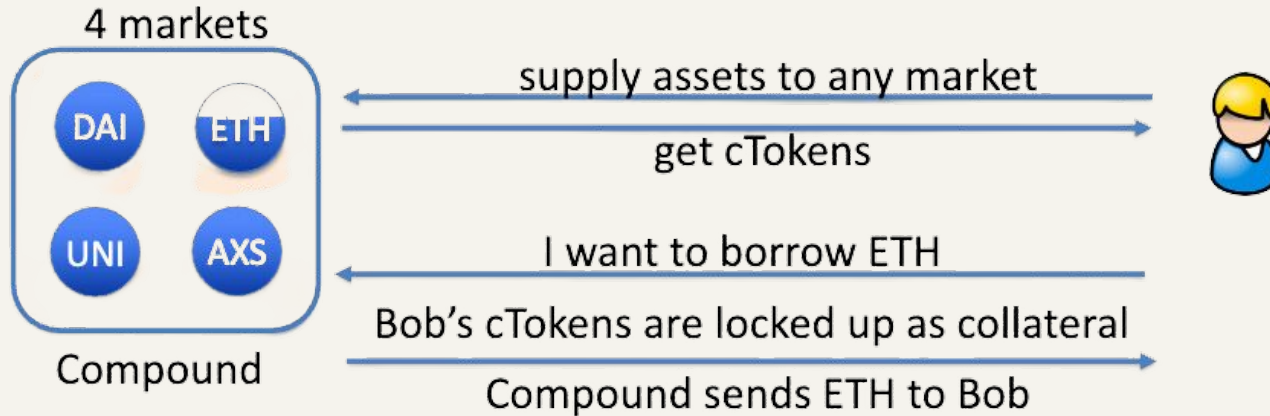 4 markets
DAI
ETH
UNI
AXS
Compound
supply assets to any market
get cTokens
I want to borrow ETH
Bob’s cTokens are locked up as collateral
Compound sends ETH to Bob